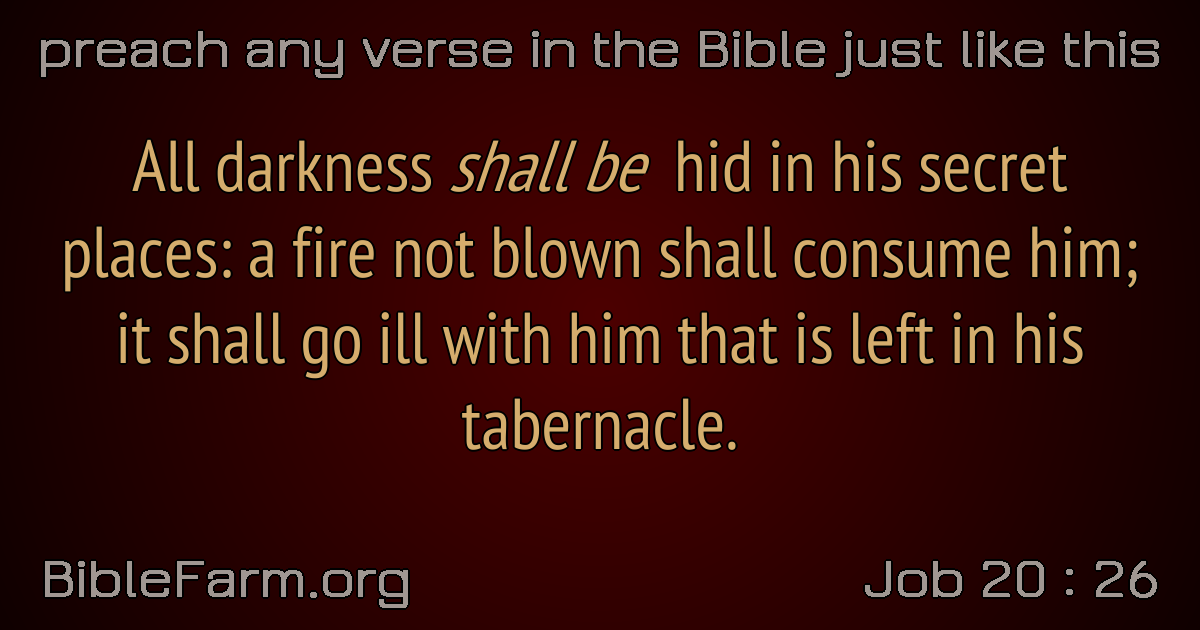 preach any verse in the Bible just like this
All darkness shall be hid in his secret
places: a fire not blown shall consume him;
it shall go ill with him that is left in his
tabernacle.
BibleFarm.org
Job 20 : 26